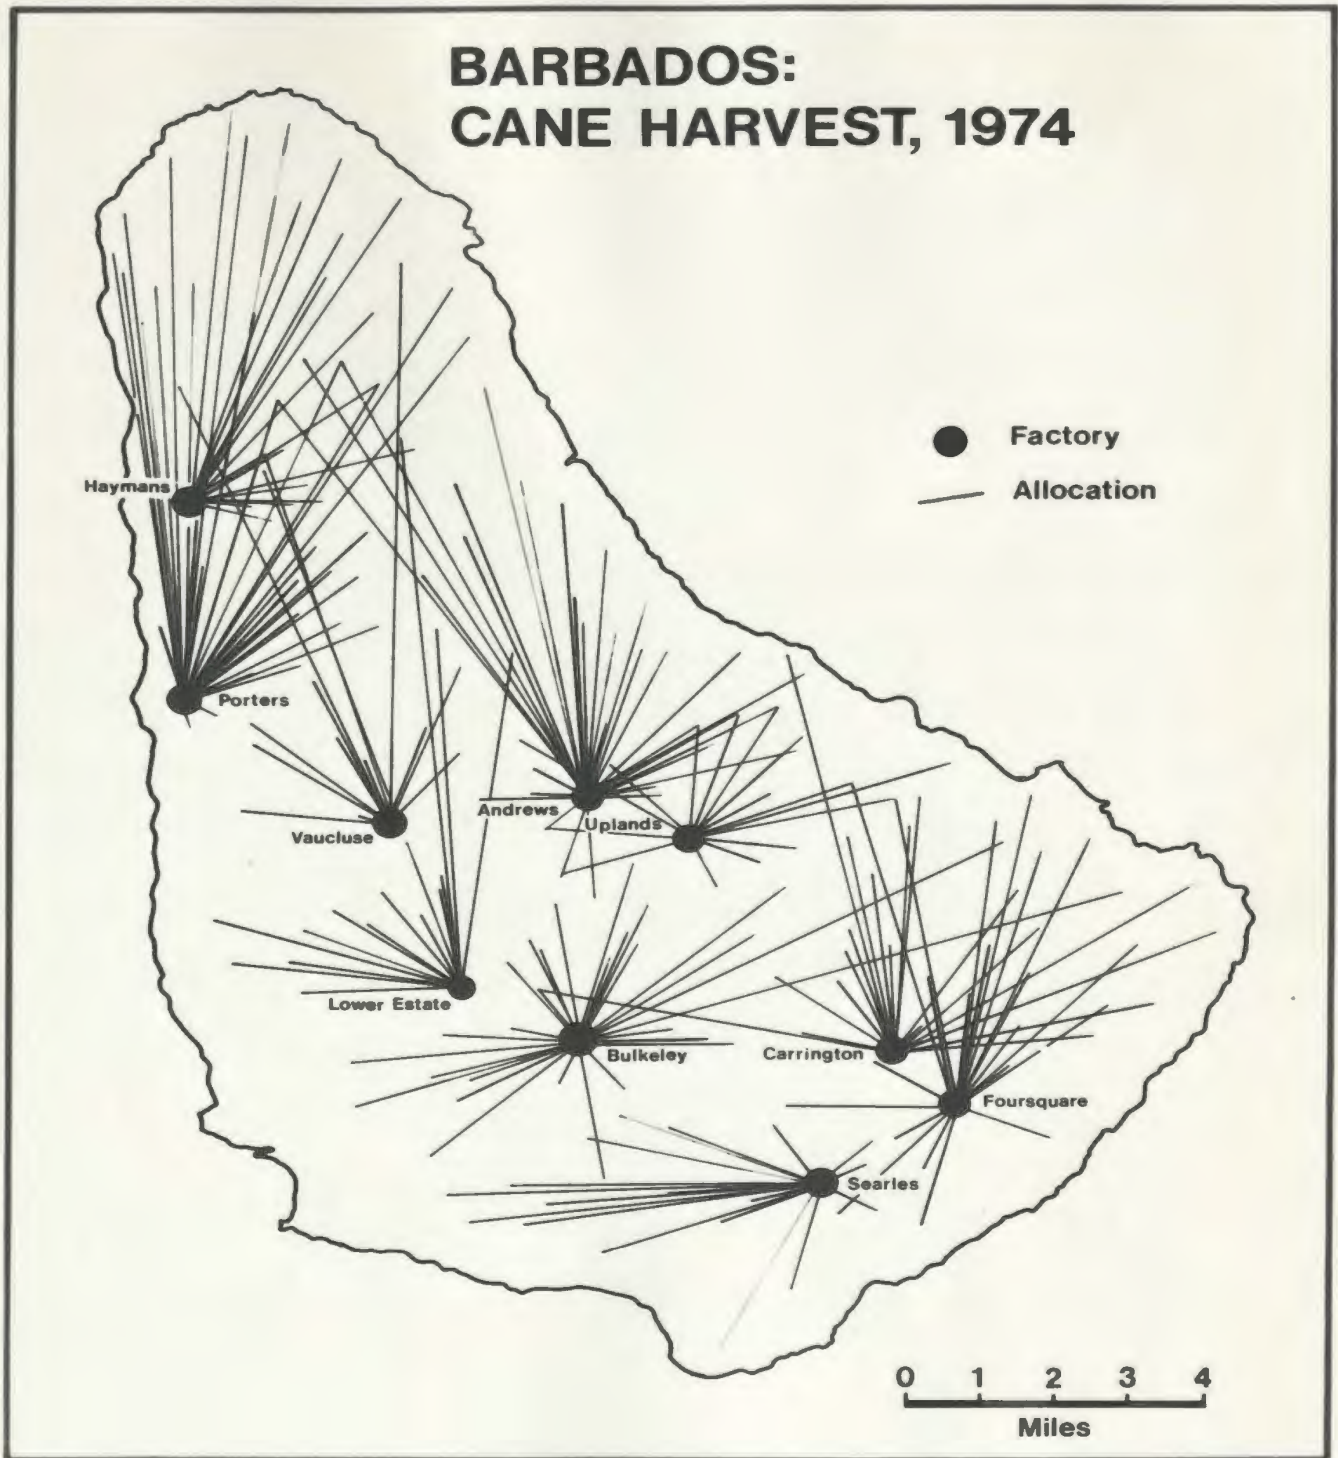 BARBADOS:
CANE HARVEST, 1974
Factory
Allocation
Haymans
Porters
Andrews
Uplands
Vaucluse
Lower Estate
Bulkeley
Carrington
Foursquare
Searles
0 1 2 3 4
Miles